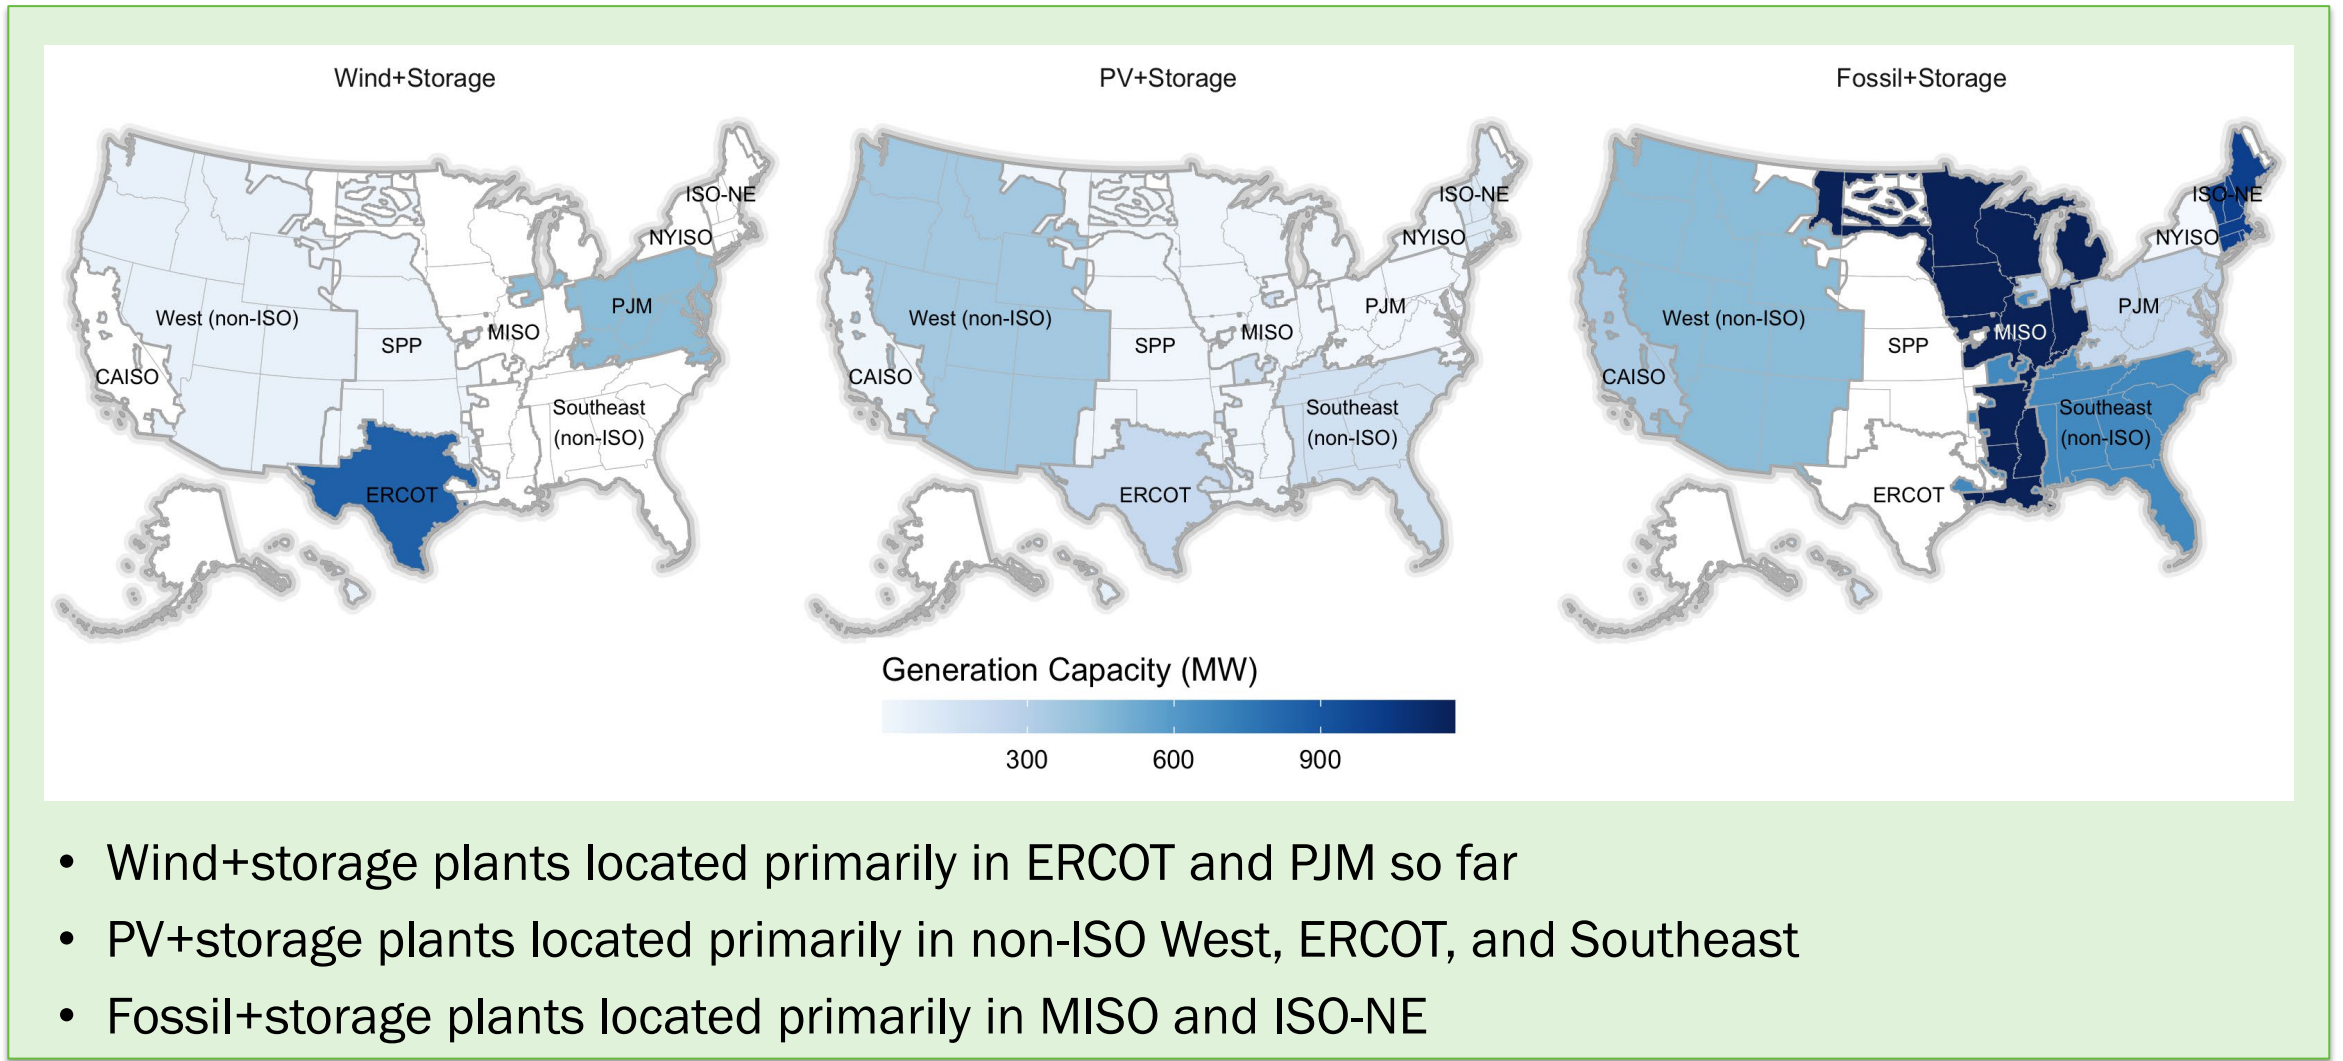 Wind+Storage
PV+Storage
Fossil+Storage
ISO-NE
NYISO
PJM
West (non-ISO)
MISO
SPP
CAISO
Southeast
(non-ISO)
ERCOT
ISO-NE
NYISO
PJM
West (non-ISO)
MISO
SPP
CAISO
Southeast
(non-ISO)
ERCOT
ISO-NE
NYISO
PJM
West (non-ISO)
MISO
SPP
CAISO
Southeast
(non-ISO)
ERCOT
Generation Capacity (MW)
300 600 900
• Wind+storage plants located primarily in ERCOT and PJM so far
• PV+storage plants located primarily in non-ISO West, ERCOT, and Southeast
• Fossil+storage plants located primarily in MISO and ISO-NE